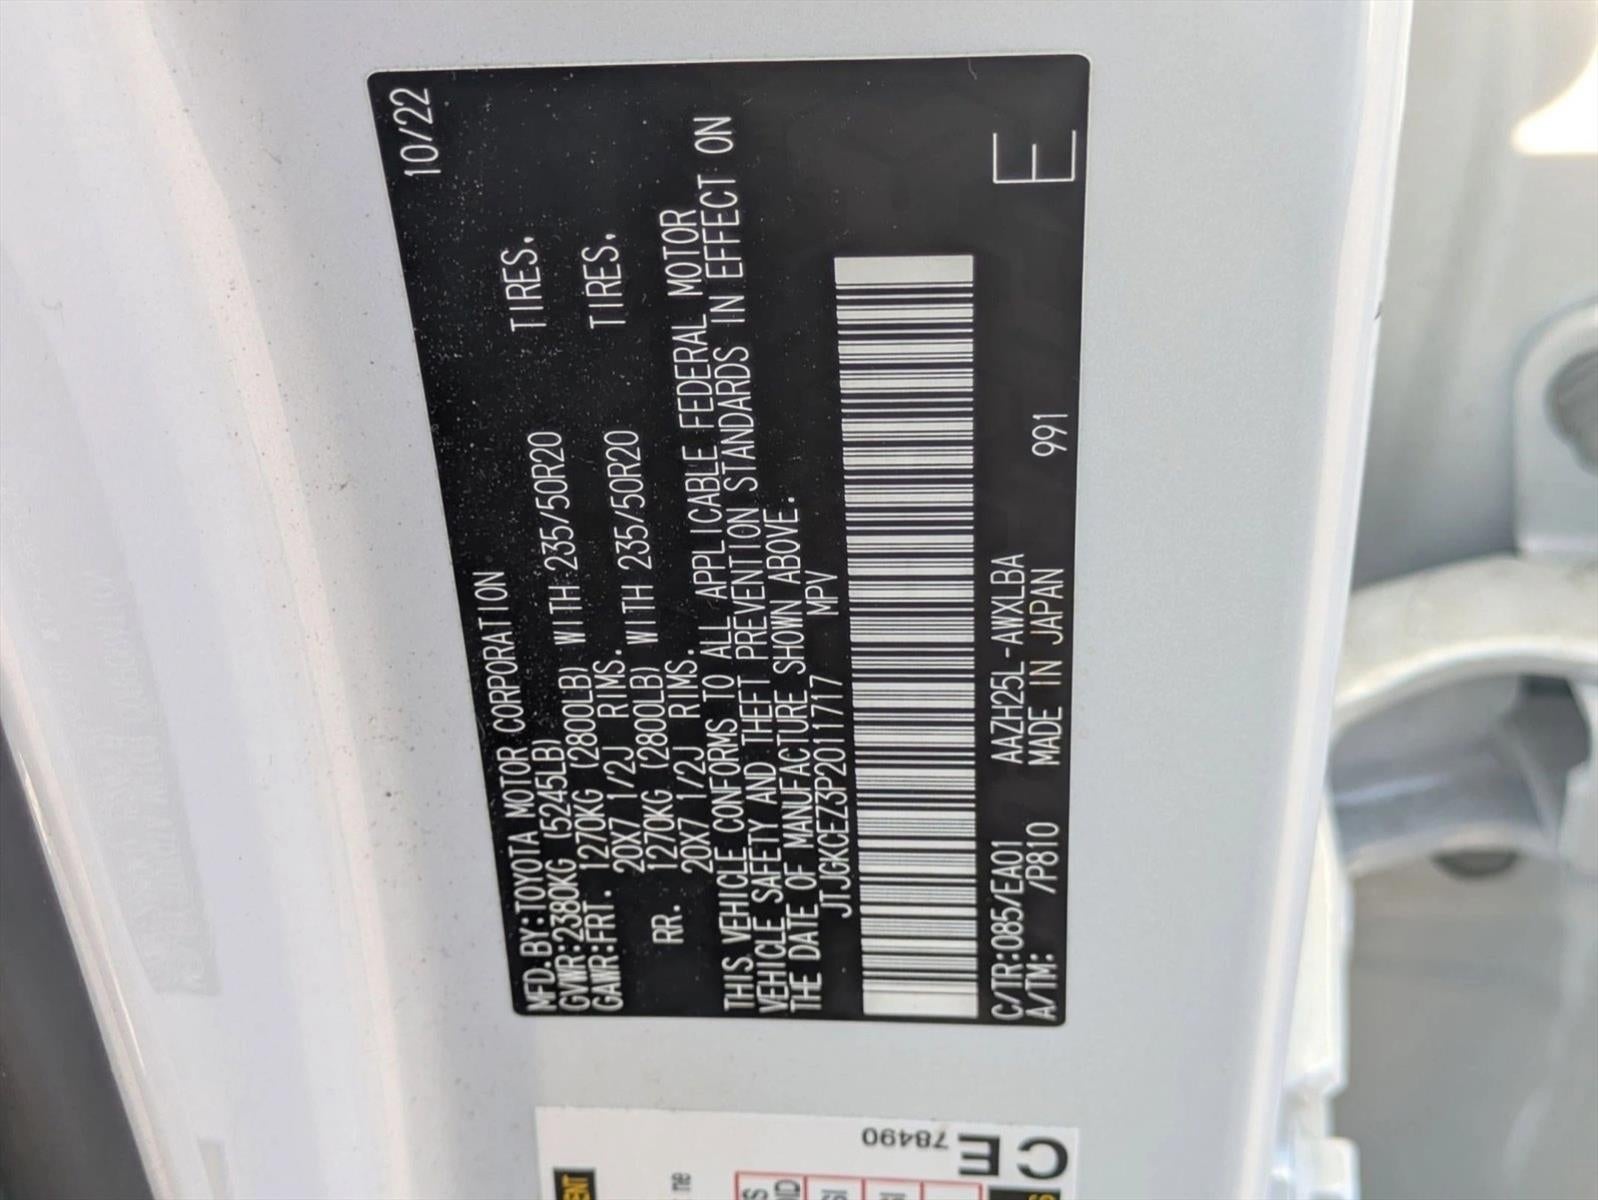 MFD.BY:TOYOTA MOTOR CORPORATION 10/22
GVWR:2380KG (5245LB)
GAWR:FRT. 1270KG (2800LB) WITH 235/50R20 TIRES,
20X7 1/2J RIMS.
RR. 1270KG (2800LB) WITH 235/50R20 TIRES,
20X7 1/2J RIMS.
THIS VEHICLE CONFORMS TO ALL APPLICABLE FEDERAL MOTOR
VEHICLE SAFETY AND THEFT PREVENTION STANDARDS IN EFFECT ON
THE DATE OF MANUFACTURE SHOWN ABOVE.
JTJGKCEZ3P2011717 MPV
C/TR:085/EA01 AAZH25L-AWXLBA
A/TM: /P810 MADE IN JAPAN 991
E
78490
CE